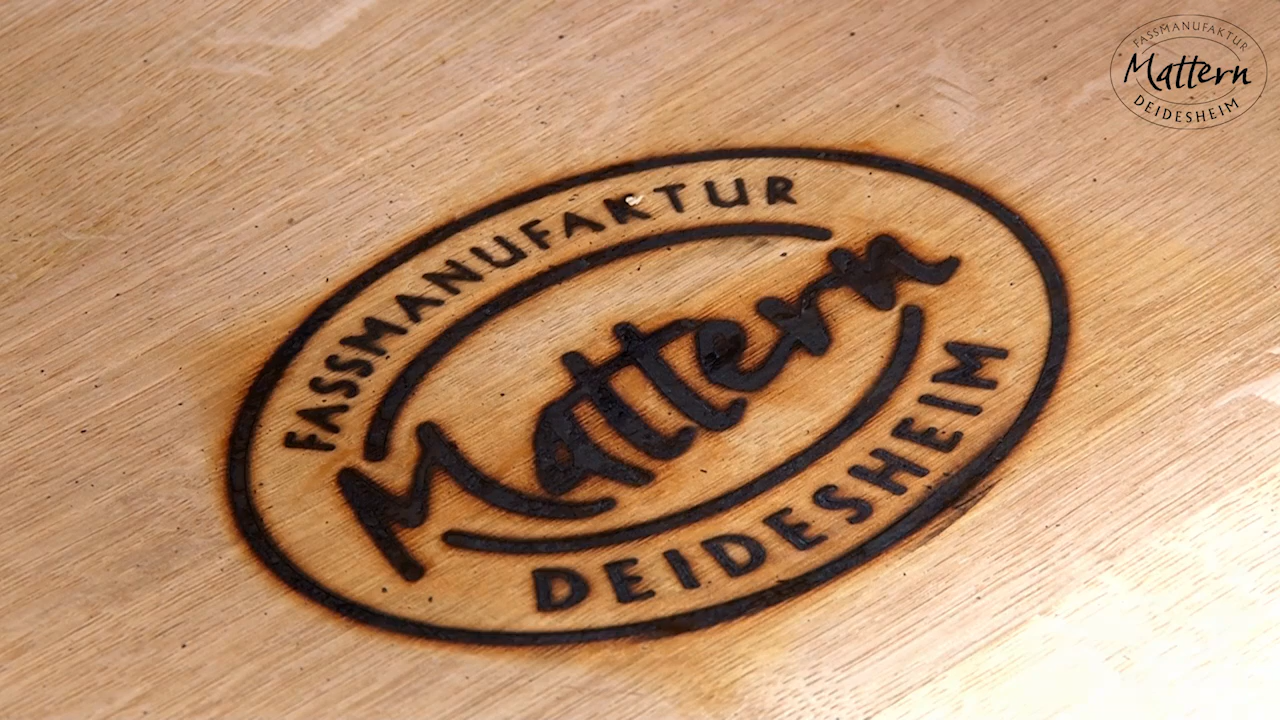 FASSMANUFAKTUR
Mattern
DEIDESHEIM
FASSMANUFAKTUR
Mattern
DEIDESHEIM